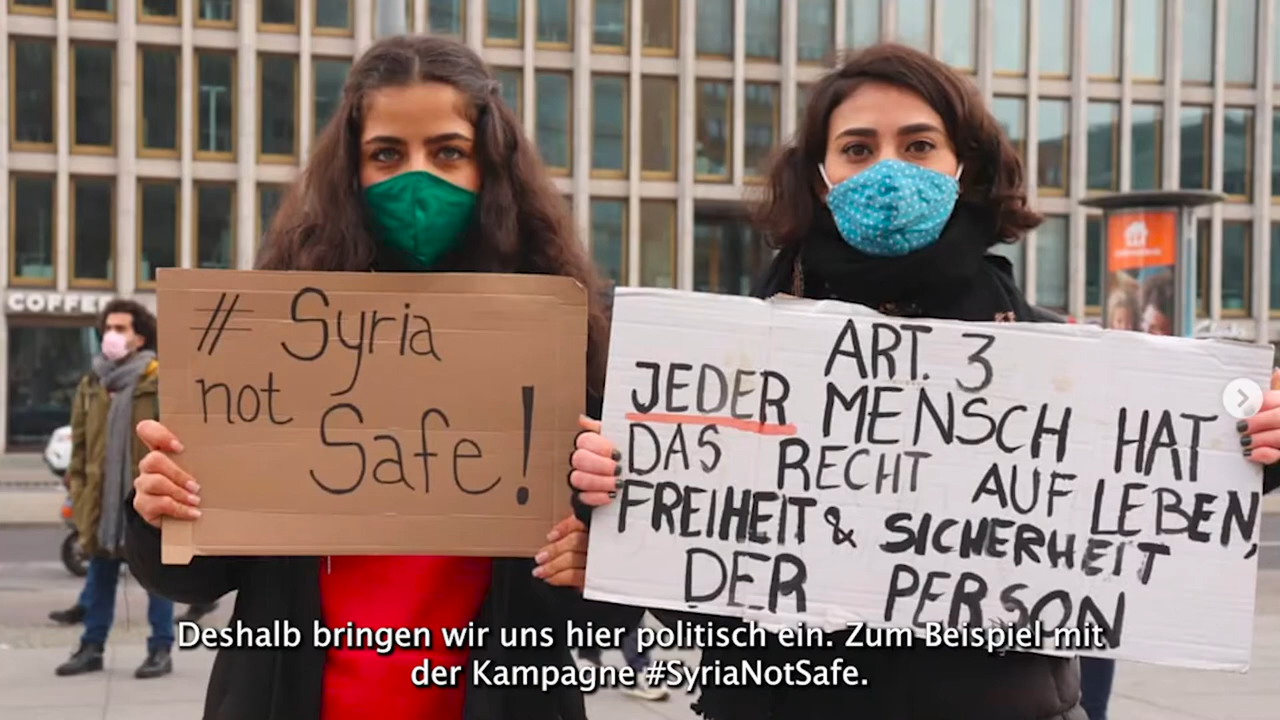 COFFEE
# Syria
not
Safe!
ART. 3
JEDER MENSCH HAT
DAS RECHT AUF LEBEN,
FREIHEIT & SICHERHEIT
DER PERSON
Deshalb bringen wir uns hier politisch ein. Zum Beispiel mit
der Kampagne #SyriaNotSafe.